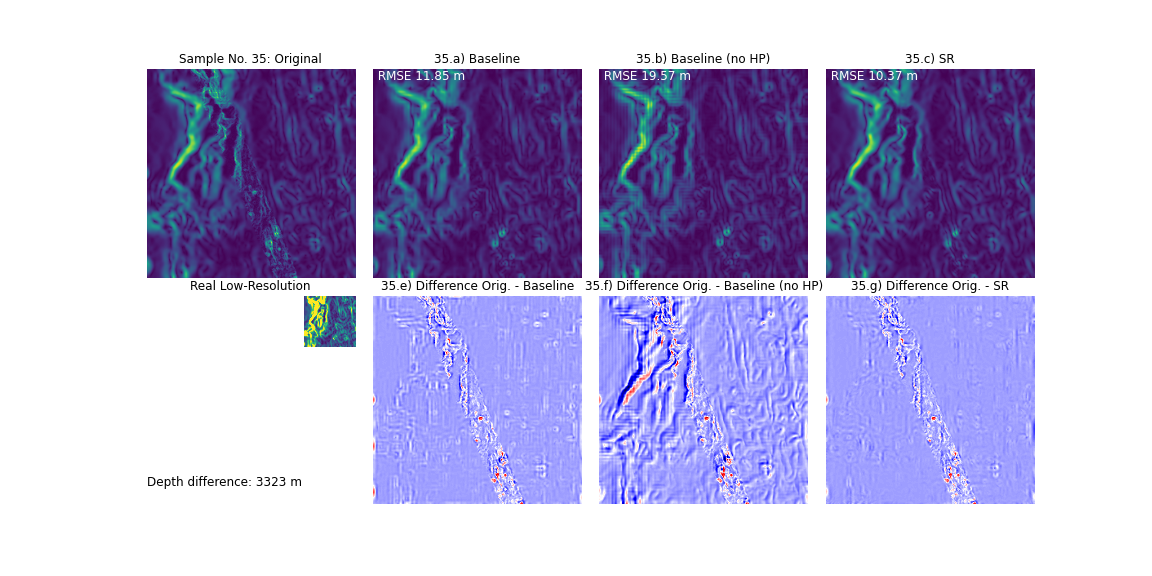 Sample No. 35: Original
35.a) Baseline
35.b) Baseline (no HP)
35.c) SR
RMSE 11.85 m
RMSE 19.57 m
RMSE 10.37 m
Real Low-Resolution
35.e) Difference Orig. - Baseline
35.f) Difference Orig. - Baseline (no HP)
35.g) Difference Orig. - SR
Depth difference: 3323 m